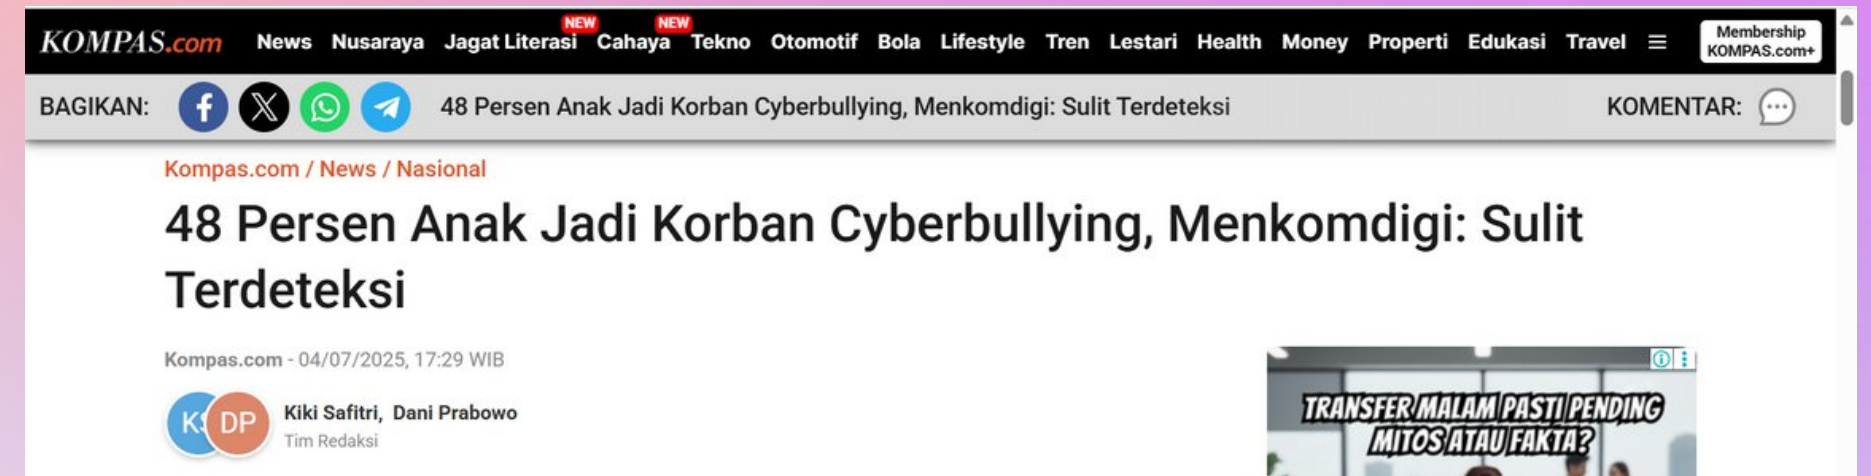 KOMPAS.com News Nusaraya Jagat Literasi NEW Cahaya NEW Tekno Otomotif Bola Lifestyle Tren Lestari Health Money Properti Edukasi Travel Membership KOMPAS.com+
BAGIKAN: 48 Persen Anak Jadi Korban Cyberbullying, Menkomdigi: Sulit Terdeteksi KOMENTAR:
Kompas.com / News / Nasional
48 Persen Anak Jadi Korban Cyberbullying, Menkomdigi: Sulit
Terdeteksi
Kompas.com - 04/07/2025, 17:29 WIB
KS DP Kiki Safitri, Dani Prabowo
Tim Redaksi
TRANSFER MALAM PASTI PENDING
MITOS ATAU FAKTA?